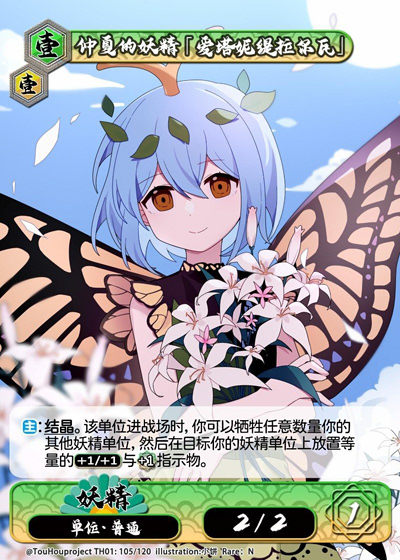 壹 仲夏的妖精「爱塔妮缇拉尔瓦」
壹
主:结晶。该单位进战场时,你可以牺牲任意数量你的
其他妖精单位,然后在目标你的妖精单位上放置等
量的+1/+1与+1指示物。
妖精
单位·普通
2/2
1
@TouHouproject TH01: 105/120 illustration:小饼 Rare: N